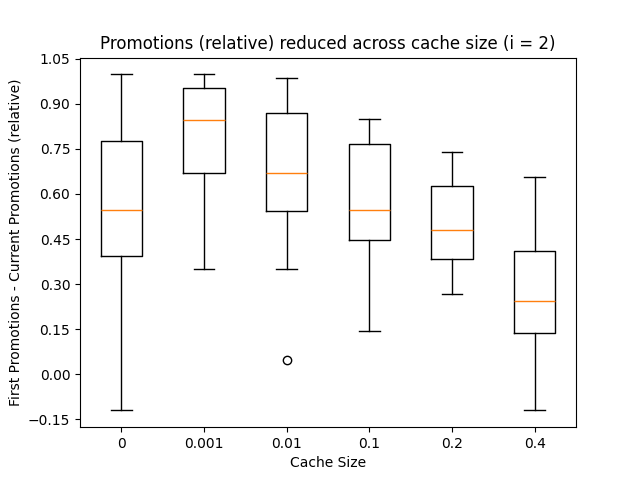 Promotions (relative) reduced across cache size (i = 2)
First Promotions - Current Promotions (relative)
1.05
0.90
0.75
0.60
0.45
0.30
0.15
0.00
−0.15
0 0.001 0.01 0.1 0.2 0.4
Cache Size